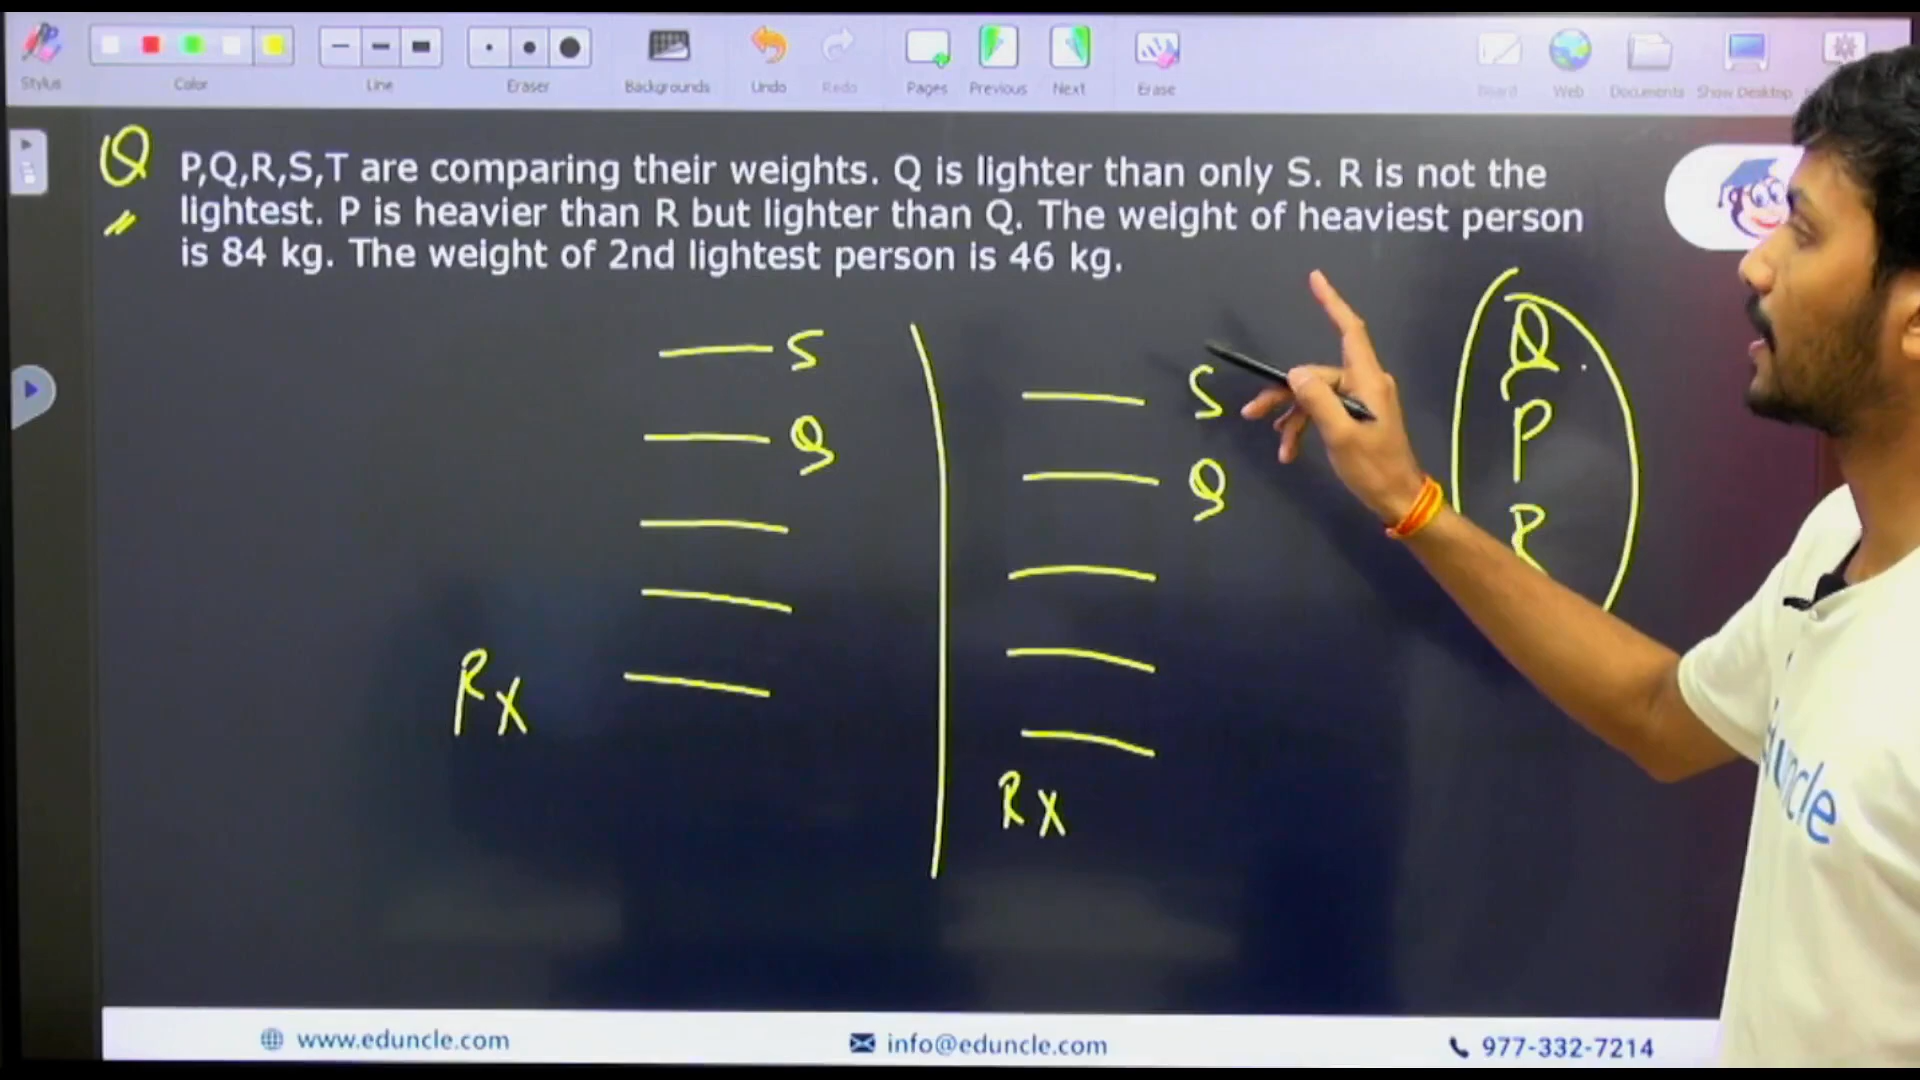 Stylus
Color
Line
Eraser
Backgrounds
Undo
Redo
Pages
Previous
Next
Erase
Board
Web
Documents
Show Desktop
Q
P,Q,R,S,T are comparing their weights. Q is lighter than only S. R is not the
lightest. P is heavier than R but lighter than Q. The weight of heaviest person
is 84 kg. The weight of 2nd lightest person is 46 kg.
S
Q
R x
S
Q
R x
Q
P
R
www.eduncle.com
info@eduncle.com
977-332-7214